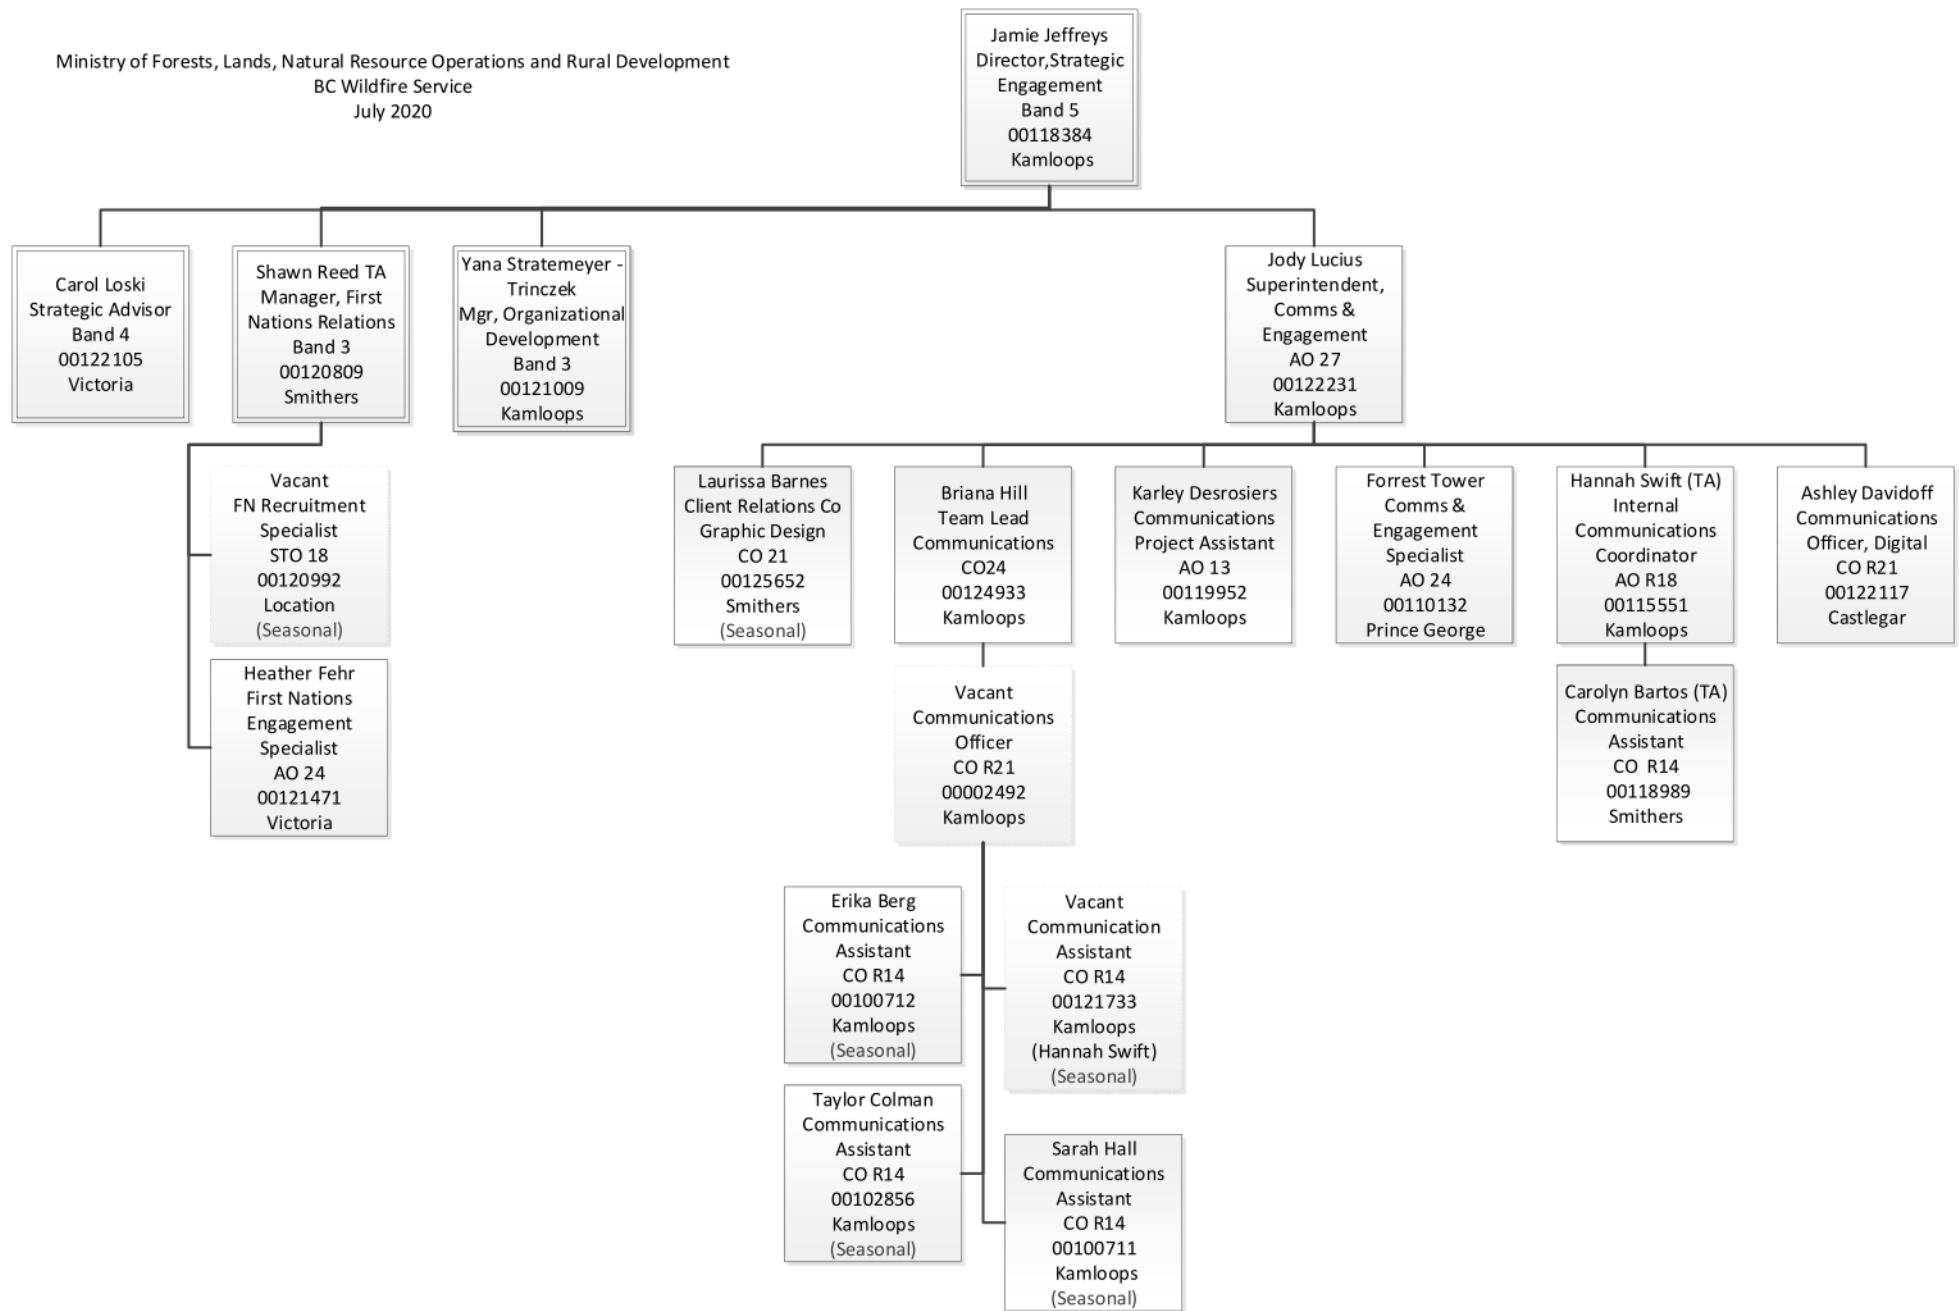 Ministry of Forests, Lands, Natural Resource Operations and Rural Development
BC Wildfire Service
July 2020
Jamie Jeffreys
Director,Strategic
Engagement
Band 5
00118384
Kamloops
Carol Loski
Strategic Advisor
Band 4
00122105
Victoria
Shawn Reed TA
Manager, First
Nations Relations
Band 3
00120809
Smithers
Yana Stratemeyer -
Trinczek
Mgr, Organizational
Development
Band 3
00121009
Kamloops
Jody Lucius
Superintendent,
Comms &
Engagement
AO 27
00122231
Kamloops
Vacant
FN Recruitment
Specialist
STO 18
00120992
Location
(Seasonal)
Heather Fehr
First Nations
Engagement
Specialist
AO 24
00121471
Victoria
Laurissa Barnes
Client Relations Co
Graphic Design
CO 21
00125652
Smithers
(Seasonal)
Briana Hill
Team Lead
Communications
CO24
00124933
Kamloops
Karley Desrosiers
Communications
Project Assistant
AO 13
00119952
Kamloops
Forrest Tower
Comms &
Engagement
Specialist
AO 24
00110132
Prince George
Hannah Swift (TA)
Internal
Communications
Coordinator
AO R18
00115551
Kamloops
Ashley Davidoff
Communications
Officer, Digital
CO R21
00122117
Castlegar
Vacant
Communications
Officer
CO R21
00002492
Kamloops
Carolyn Bartos (TA)
Communications
Assistant
CO  R14
00118989
Smithers
Erika Berg
Communications
Assistant
CO R14
00100712
Kamloops
(Seasonal)
Vacant
Communication
Assistant
CO R14
00121733
Kamloops
(Hannah Swift)
(Seasonal)
Taylor Colman
Communications
Assistant
CO R14
00102856
Kamloops
(Seasonal)
Sarah Hall
Communications
Assistant
CO R14
00100711
Kamloops
(Seasonal)